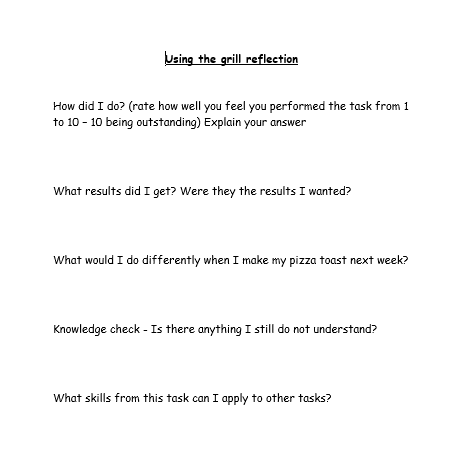 Using the grill reflection
How did I do? (rate how well you feel you performed the task from 1
to 10 – 10 being outstanding) Explain your answer
What results did I get? Were they the results I wanted?
What would I do differently when I make my pizza toast next week?
Knowledge check - Is there anything I still do not understand?
What skills from this task can I apply to other tasks?